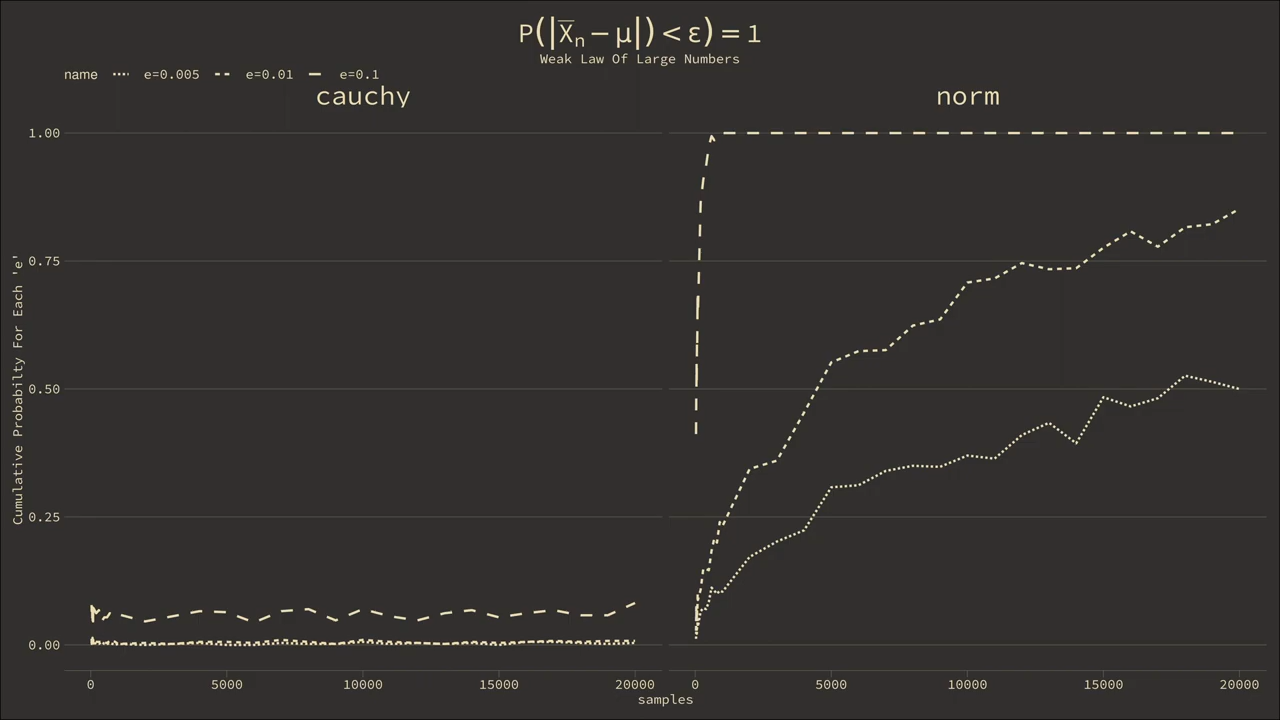 P(|X̅ₙ − μ|) < ε) = 1
Weak Law Of Large Numbers
name e=0.005 e=0.01 e=0.1
cauchy norm
Cumulative Probabilty For Each 'e'
1.00
0.75
0.50
0.25
0.00
0 5000 10000 15000 20000 0 5000 10000 15000 20000
samples